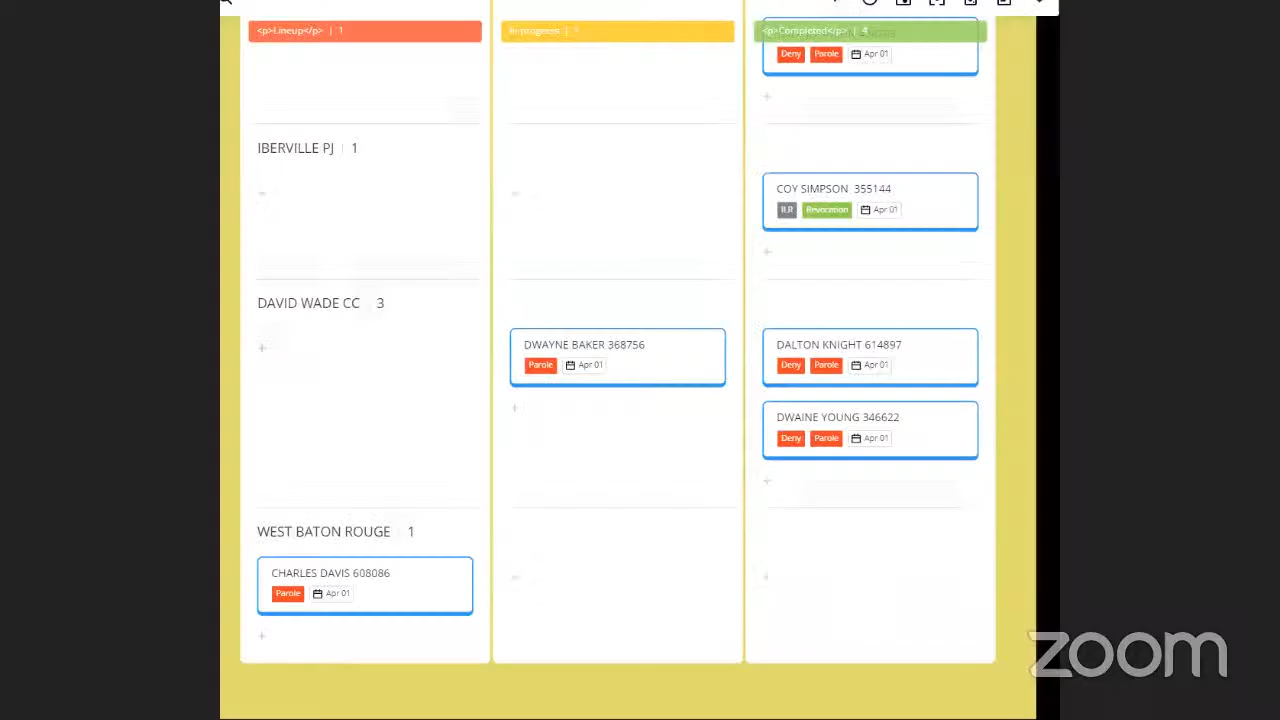 <p>Lineup</p> | 1
In-progress |
<p>Completed</p> | 4
Deny Parole Apr 01
IBERVILLE PJ | 1
COY SIMPSON 355144
Revocation Apr 01
DAVID WADE CC 3
DWAYNE BAKER 368756
Parole Apr 01
DALTON KNIGHT 614897
Deny Parole Apr 01
DWAINE YOUNG 346622
Deny Parole Apr 01
WEST BATON ROUGE 1
CHARLES DAVIS 608086
Parole Apr 01
zoom